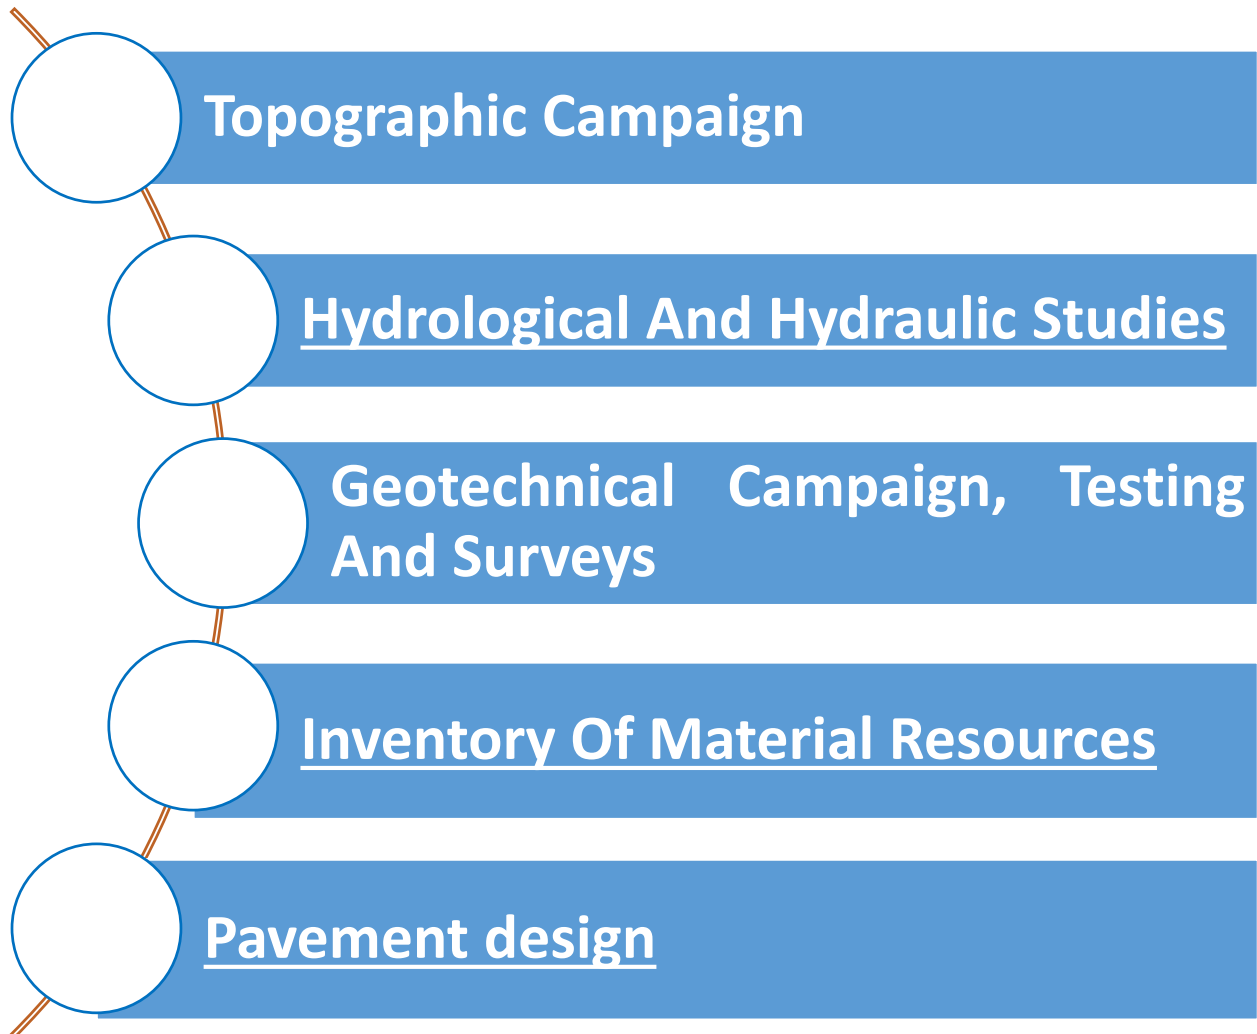 Topographic Campaign
Hydrological And Hydraulic Studies
Geotechnical Campaign, Testing
And Surveys
Inventory Of Material Resources
Pavement design